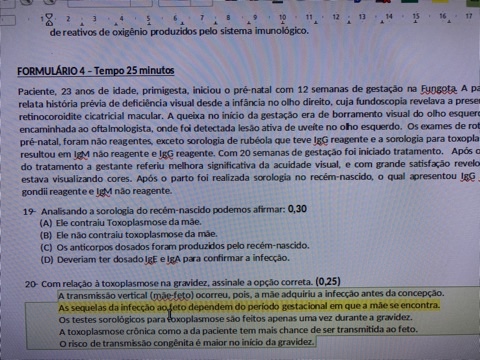 1 2 3 4 5 6 7 8 9 10 11 12 13 14 15 16 17
de reativos de oxigênio produzidos pelo sistema imunológico.
FORMULÁRIO 4 – Tempo 25 minutos
Paciente, 23 anos de idade, primigesta, iniciou o pré-natal com 12 semanas de gestação na Fungota. A pa
relata história prévia de deficiência visual desde a infância no olho direito, cuja fundoscopia revelava a prese
retinocoroidite cicatricial macular. A queixa no início da gestação era de borramento visual do olho esquer
encaminhada ao oftalmologista, onde foi detectada lesão ativa de uveíte no olho esquerdo. Os exames de rot
pré-natal, foram não reagentes, exceto sorologia de rubéola que teve IgG reagente e a sorologia para toxopla
resultou em IgM não reagente e IgG reagente. Com 20 semanas de gestação foi iniciado tratamento. Após o
do tratamento a gestante referiu melhora significativa da acuidade visual, e com grande satisfação revelo
estava visualizando cores. Após o parto foi realizada sorologia no recém-nascido, o qual apresentou IgG
gondii reagente e IgM não reagente.
19- Analisando a sorologia do recém-nascido podemos afirmar: 0,30
(A) Ele contraiu Toxoplasmose da mãe.
(B) Ele não contraiu toxoplasmose da mãe.
(C) Os anticorpos dosados foram produzidos pelo recém-nascido.
(D) Deveriam ter dosado IgE e IgA para confirmar a infecção.
20- Com relação à toxoplasmose na gravidez, assinale a opção correta. (0,25)
A transmissão vertical (mãe-feto) ocorreu, pois, a mãe adquiriu a infecção antes da concepção.
As sequelas da infecção ao feto dependem do período gestacional em que a mãe se encontra.
Os testes sorológicos para toxoplasmose são feitos apenas uma vez durante a gravidez.
A toxoplasmose crônica como a da paciente tem mais chance de ser transmitida ao feto.
O risco de transmissão congênita é maior no início da gravidez.